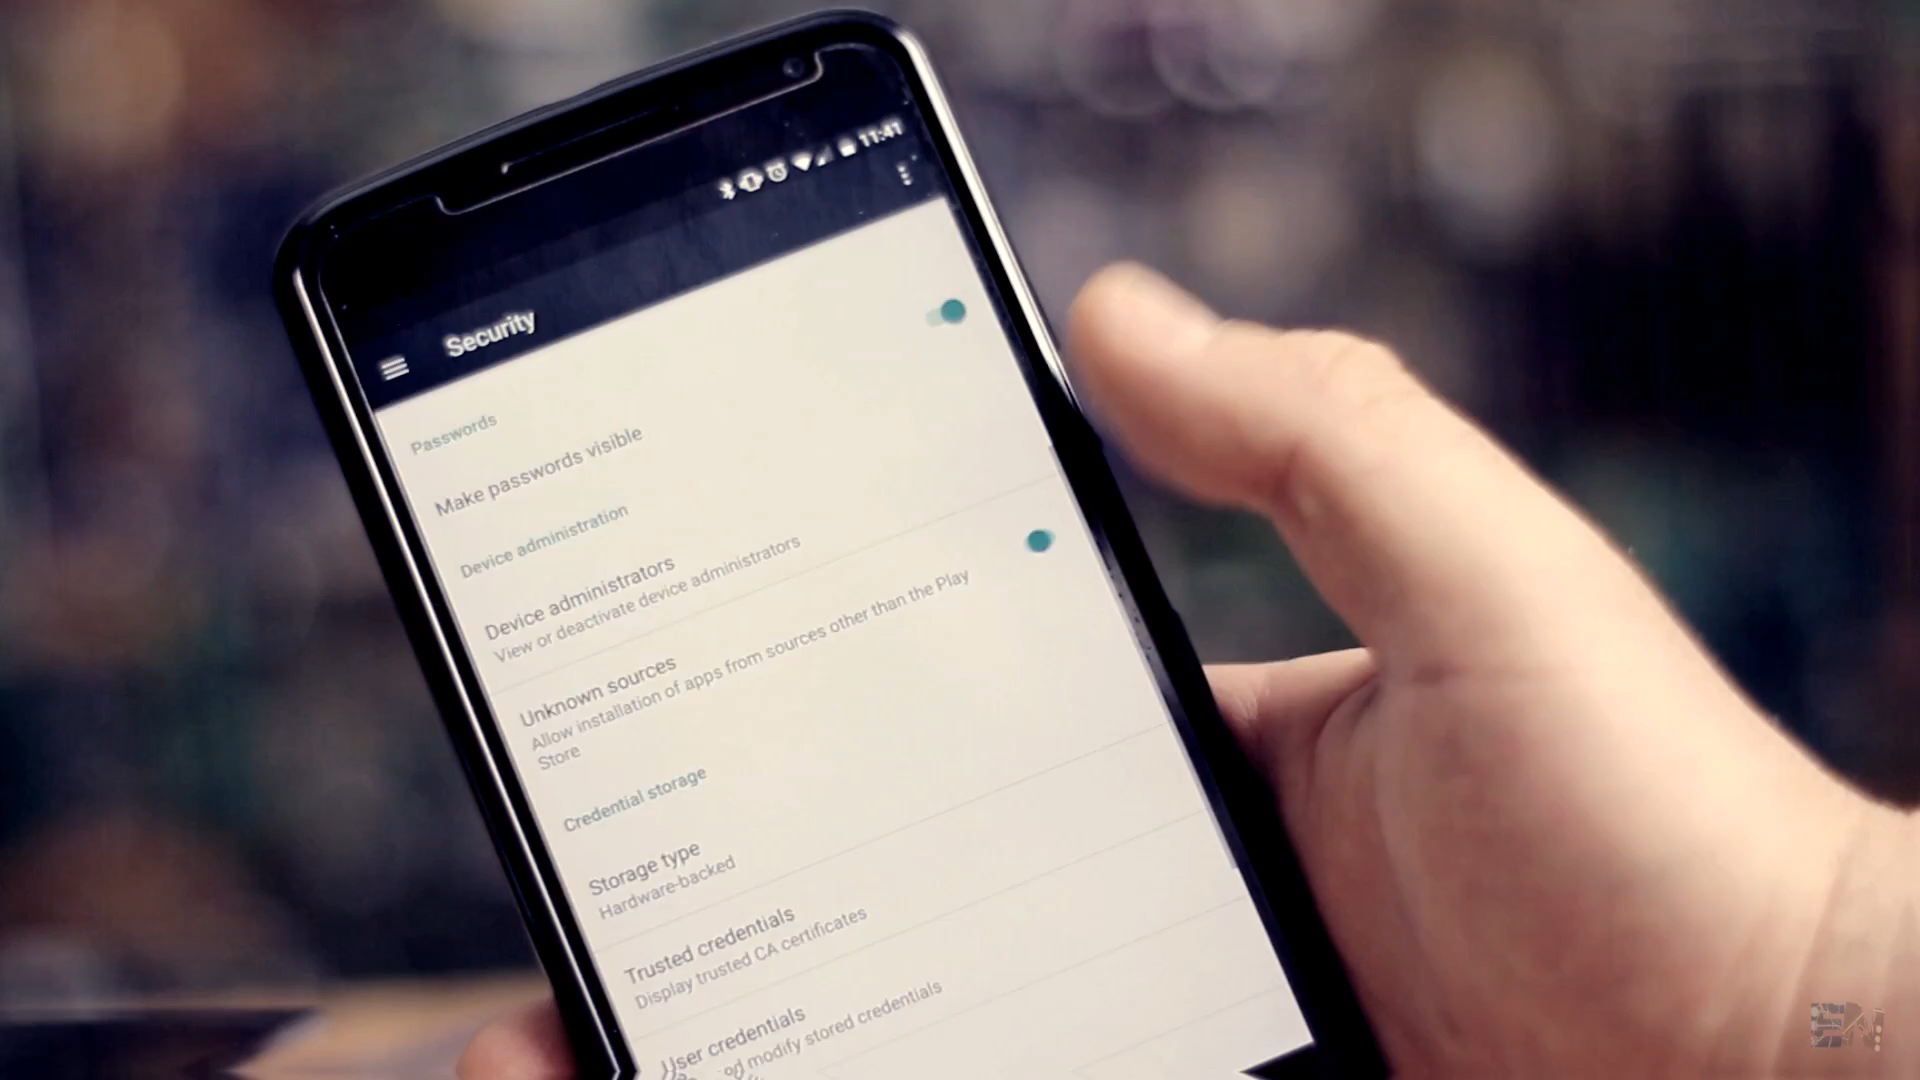 11:41
Security
Passwords
Make passwords visible
Device administration
Device administrators
View or deactivate device administrators
Unknown sources
Allow installation of apps from sources other than the Play
Store
Credential storage
Storage type
Hardware-backed
Trusted credentials
Display trusted CA certificates
User credentials
modify stored credentials